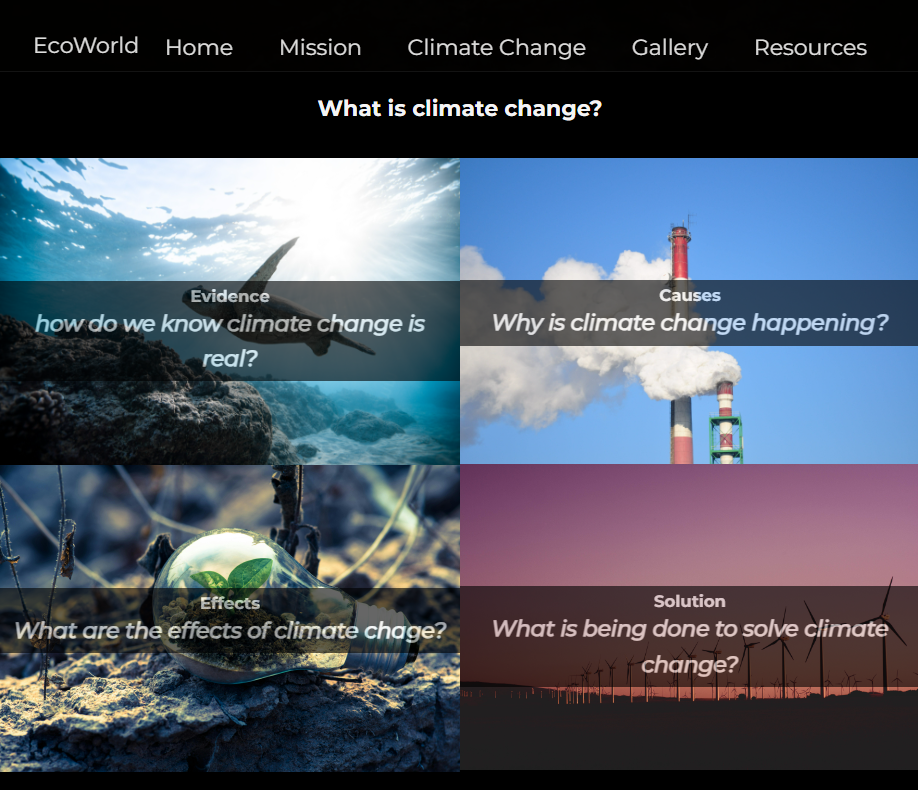 EcoWorld Home Mission Climate Change Gallery Resources
What is climate change?
Evidence
how do we know climate change is
real?
Causes
Why is climate change happening?
Effects
What are the effects of climate chage?
Solution
What is being done to solve climate
change?